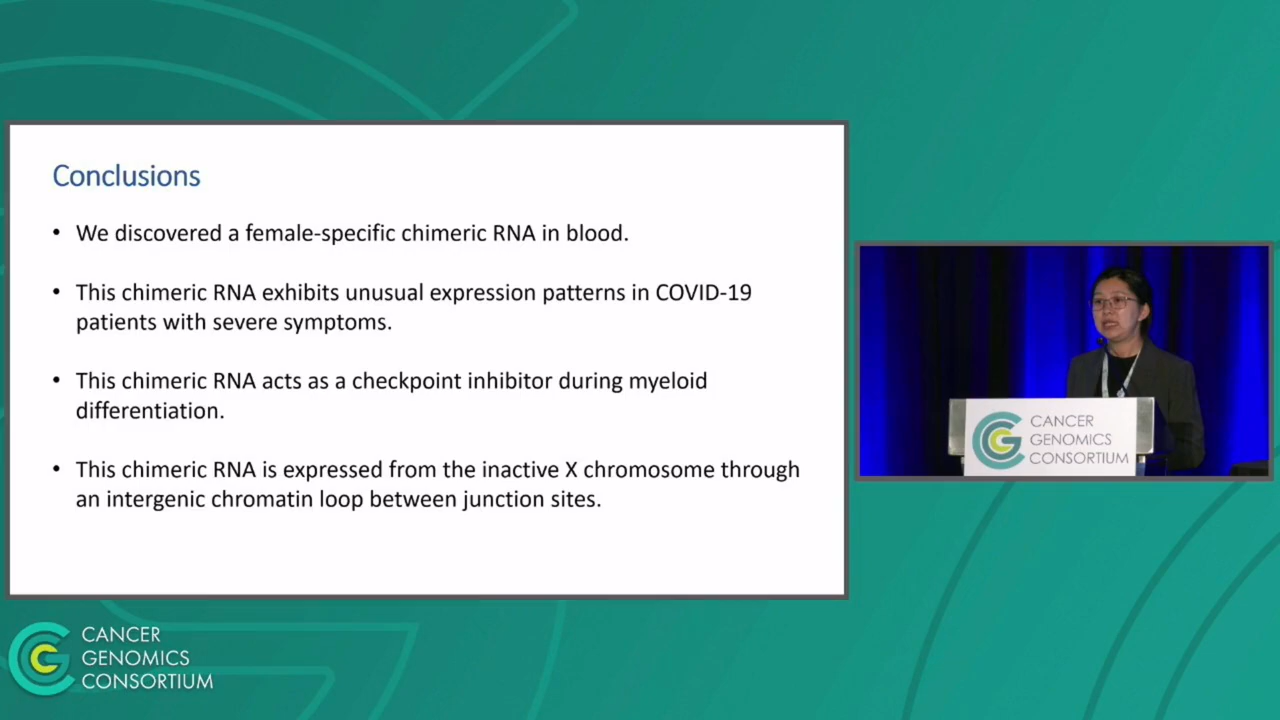 Conclusions
• We discovered a female-specific chimeric RNA in blood.
• This chimeric RNA exhibits unusual expression patterns in COVID-19
patients with severe symptoms.
• This chimeric RNA acts as a checkpoint inhibitor during myeloid
differentiation.
• This chimeric RNA is expressed from the inactive X chromosome through
an intergenic chromatin loop between junction sites.
CANCER
GENOMICS
CONSORTIUM
CANCER
GENOMICS
CONSORTIUM